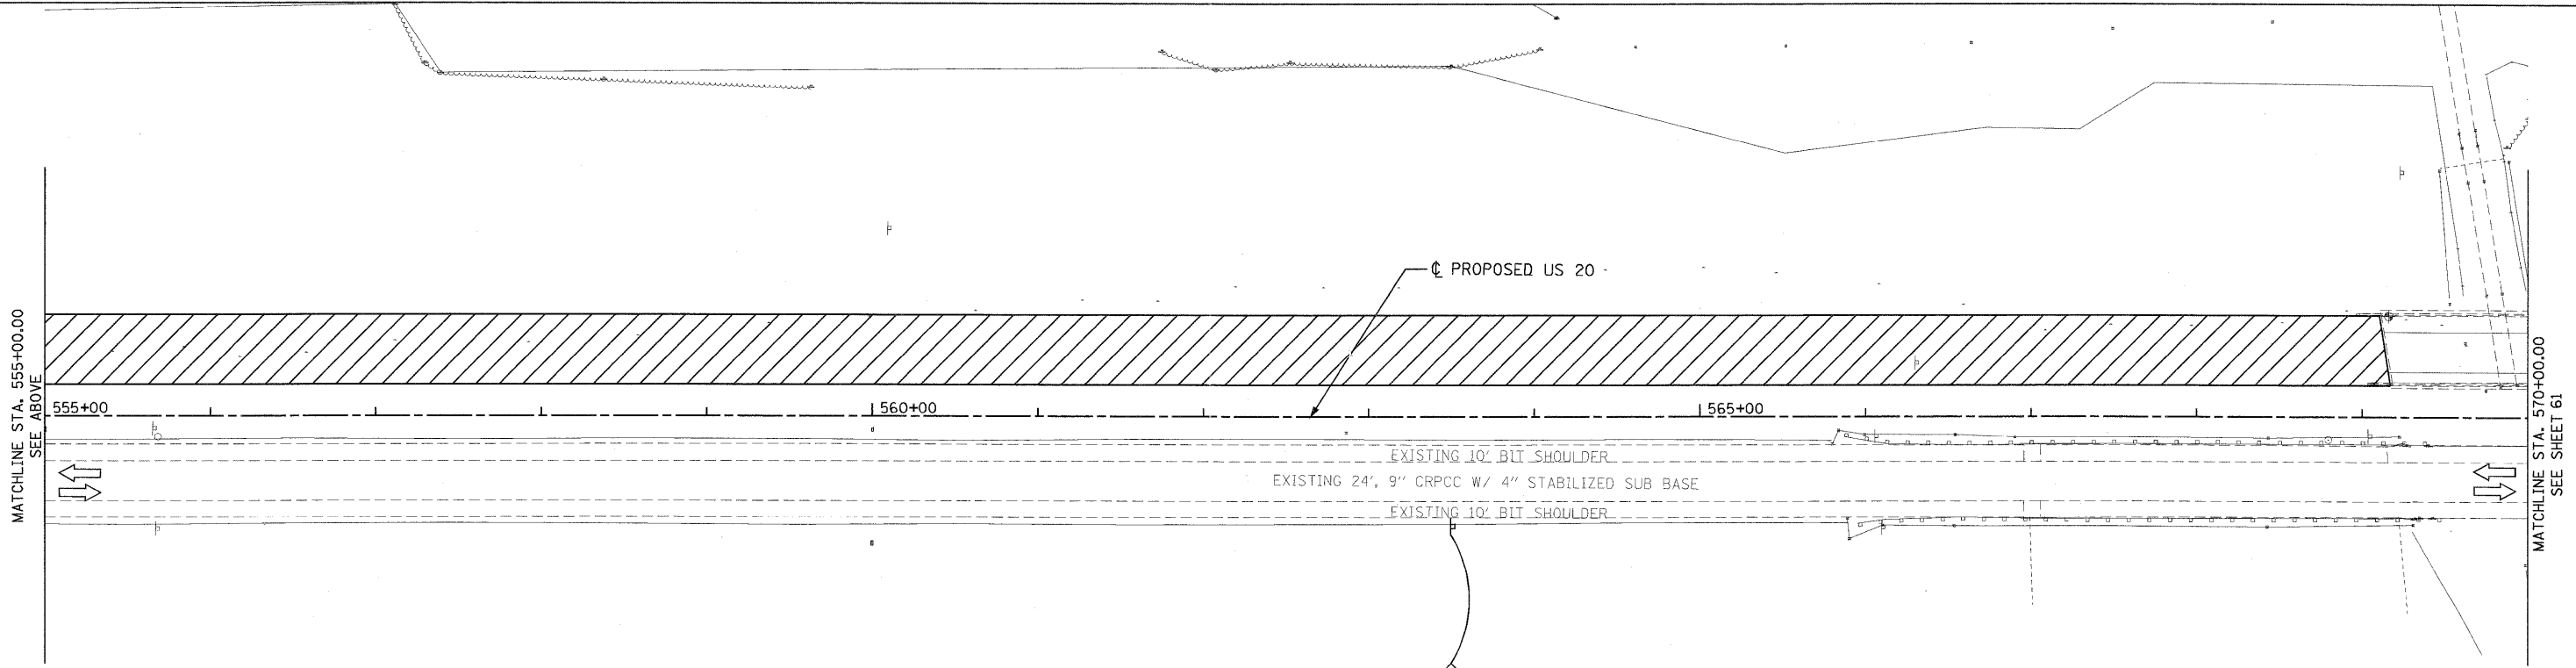 ℄ PROPOSED US 20
MATCHLINE STA. 555+00.00
SEE ABOVE
555+00
560+00
565+00
MATCHLINE STA. 570+00.00
SEE SHEET 61
EXISTING 10' BIT SHOULDER
EXISTING 24', 9" CRPCC W/ 4" STABILIZED SUB BASE
EXISTING 10' BIT SHOULDER